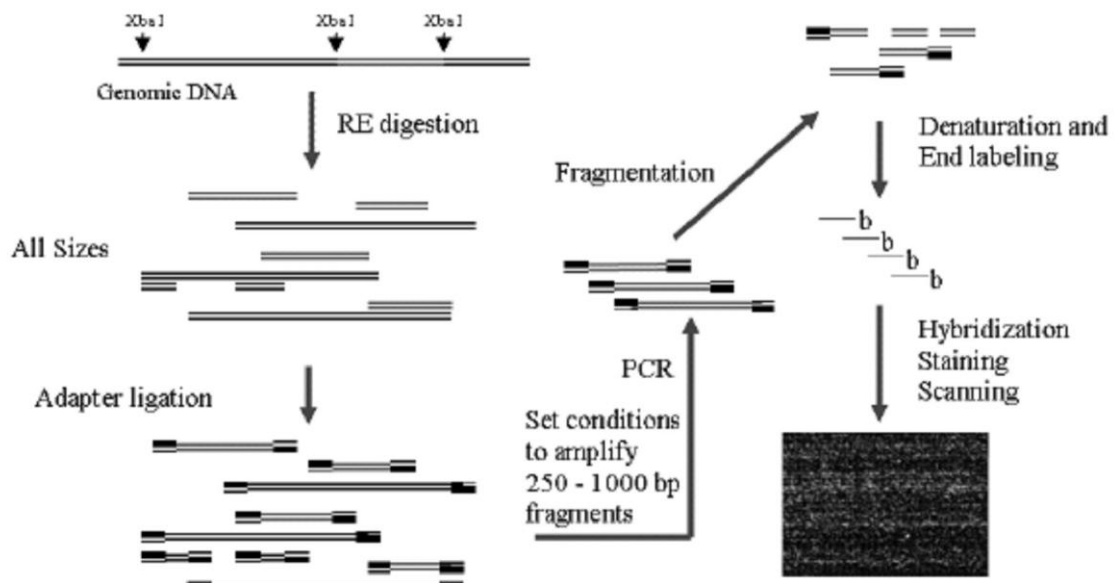 XbaI XbaI XbaI
Genomic DNA
RE digestion
All Sizes
Adapter ligation
PCR
Set conditions
to amplify
250 - 1000 bp
fragments
Fragmentation
Denaturation and
End labeling
b
b
b
b
Hybridization
Staining
Scanning